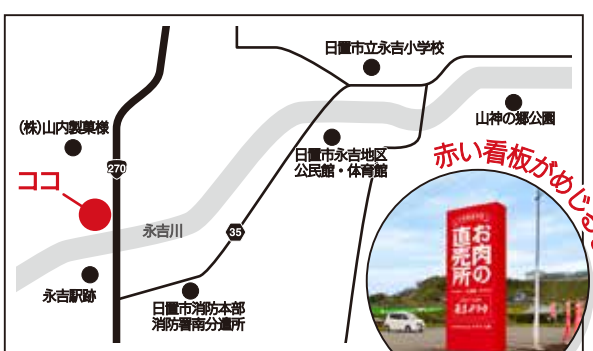 日置市立永吉小学校
山神の郷公園
(株)山内製菓様
日置市永吉地区
公民館・体育館
赤い看板がめじるし
270
ココ
永吉川
35
お肉の
直売所
永吉駅跡
日置市消防本部
消防署南分遣所